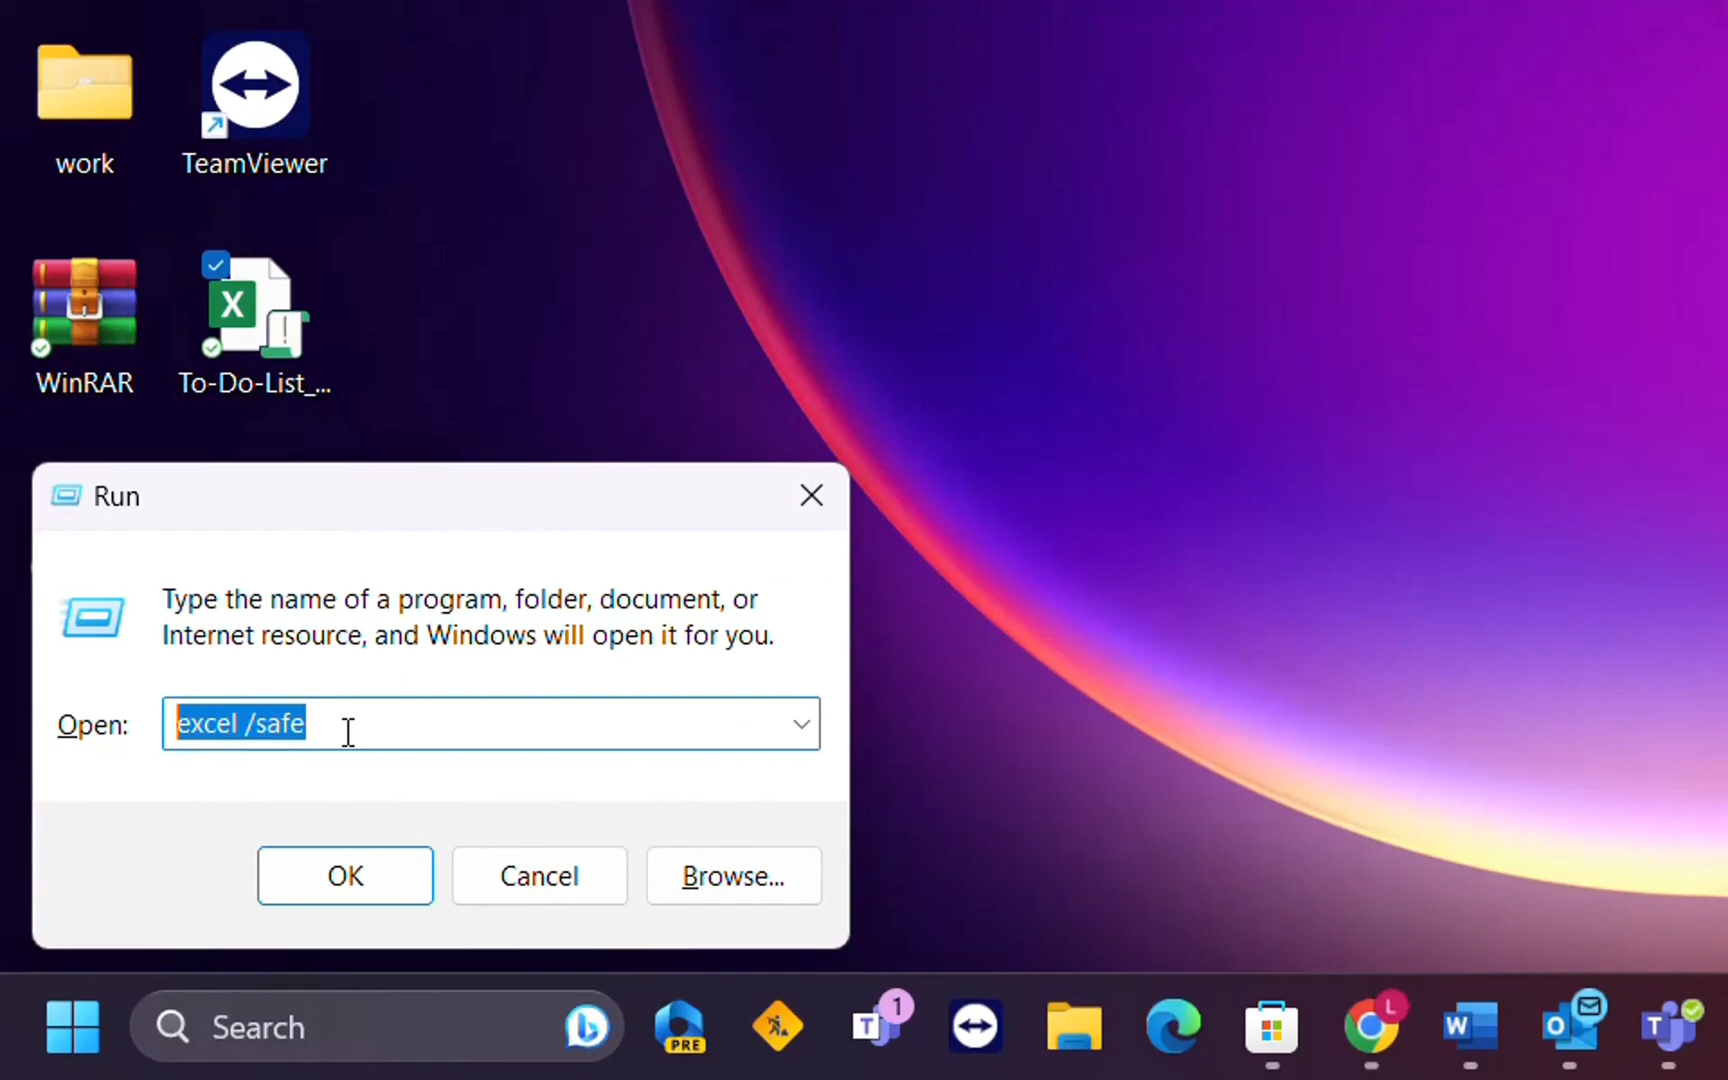 work
TeamViewer
WinRAR
To-Do-List_...
Run
Type the name of a program, folder, document, or
Internet resource, and Windows will open it for you.
Open:
excel /safe
OK
Cancel
Browse...
Search
PRE
T
1
L
W
O
T
X